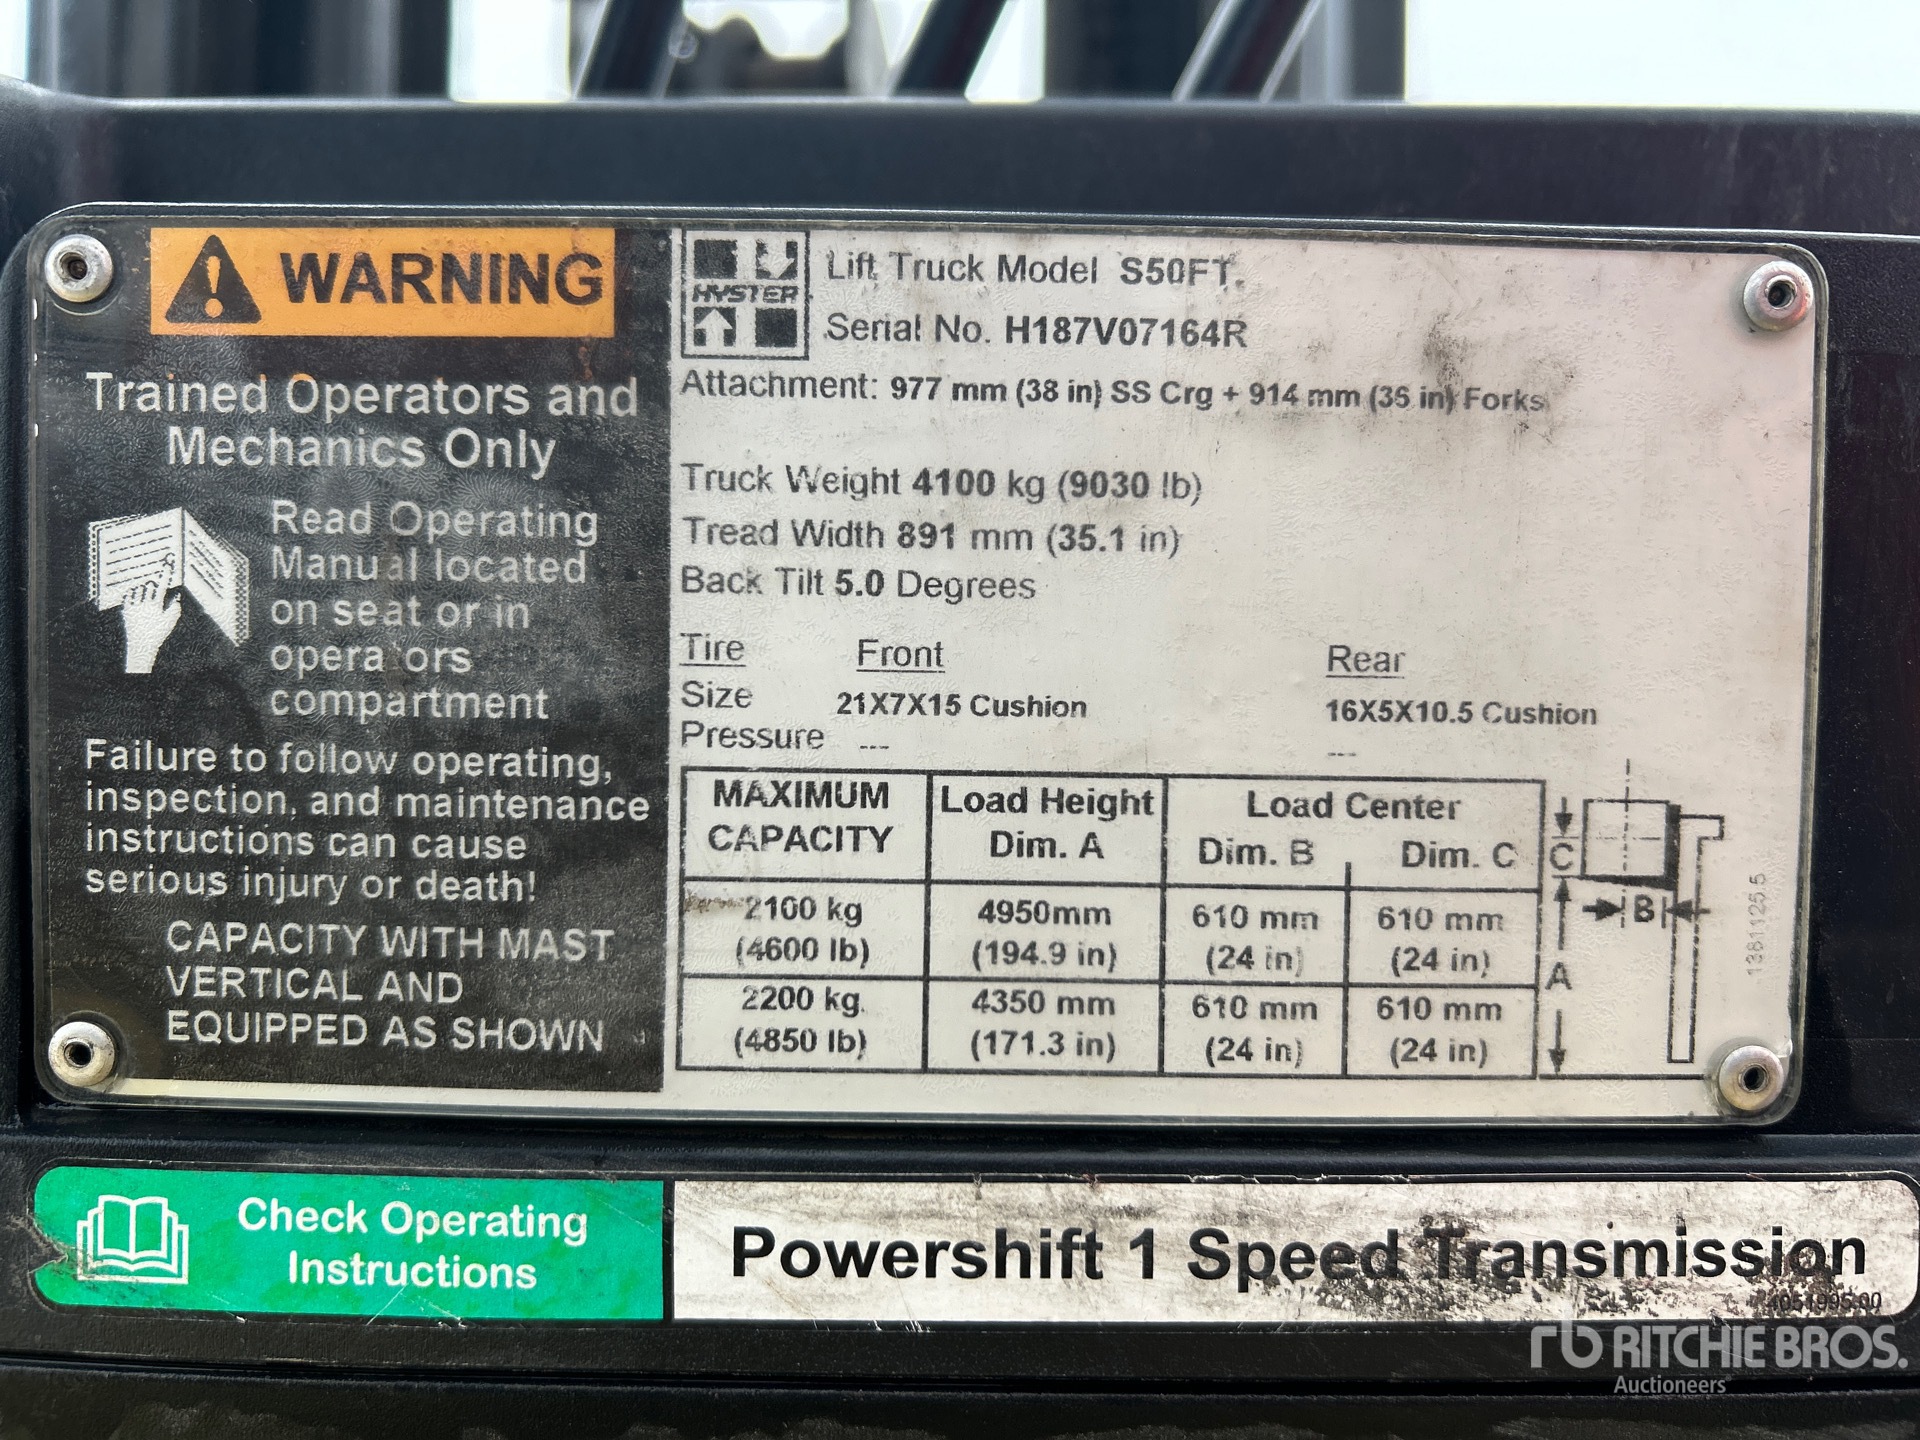 WARNING
Trained Operators and
Mechanics Only
Read Operating
Manual located
on seat or in
operators
compartment
Failure to follow operating,
inspection, and maintenance
instructions can cause
serious injury or death!
CAPACITY WITH MAST
VERTICAL AND
EQUIPPED AS SHOWN
HYSTER
Lift Truck Model S50FT
Serial No. H187V07164R
Attachment: 977 mm (38 in) SS Crg + 914 mm (36 in) Forks
Truck Weight 4100 kg (9030 lb)
Tread Width 891 mm (35.1 in)
Back Tilt 5.0 Degrees
Tire Front Rear
Size 21X7X15 Cushion 16X5X10.5 Cushion
Pressure --- ---
MAXIMUM CAPACITY Load Height Dim. A Load Center Dim. B Dim. C
2100 kg (4600 lb) 4950mm (194.9 in) 610 mm (24 in) 610 mm (24 in)
2200 kg (4850 lb) 4350 mm (171.3 in) 610 mm (24 in) 610 mm (24 in)
C
B
A
1381125.5
Check Operating
Instructions
Powershift 1 Speed Transmission
4051995.00
rb RITCHIE BROS.
Auctioneers